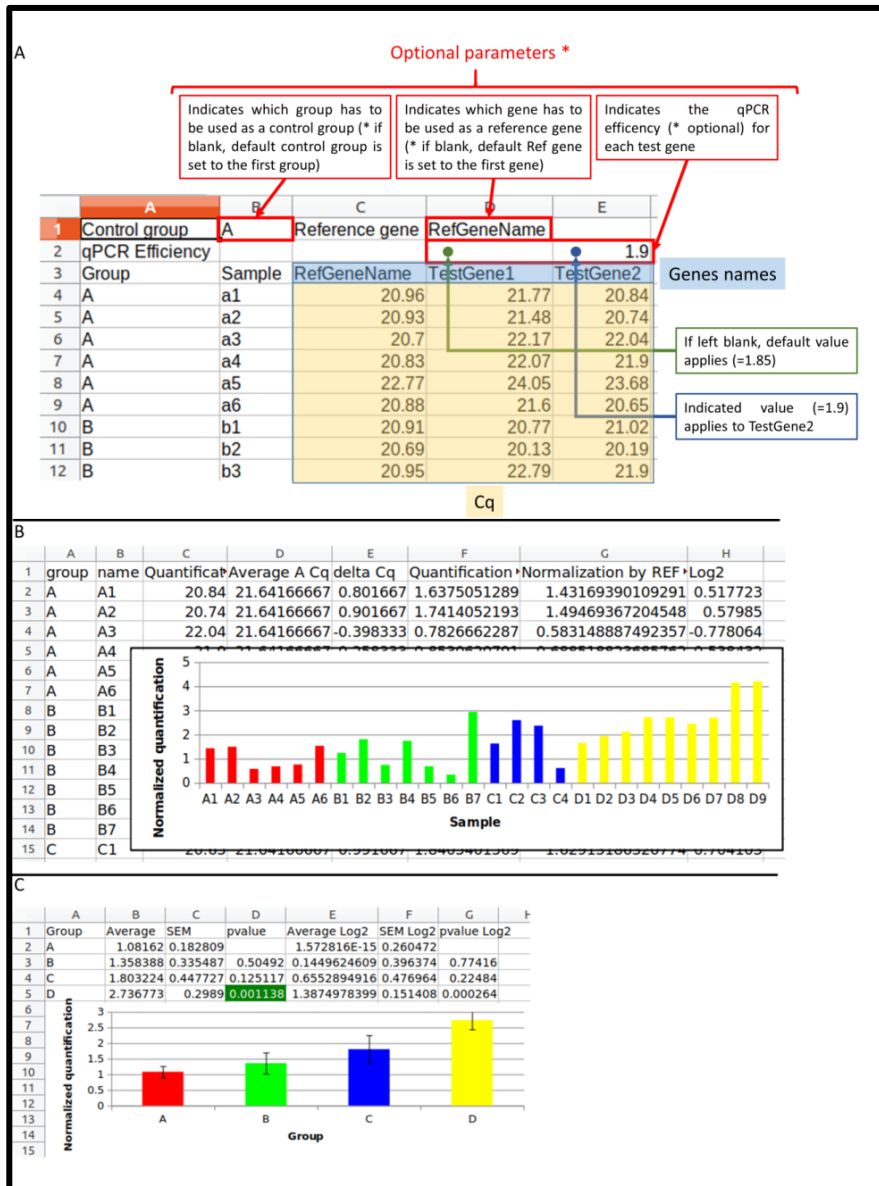 A
Optional parameters *
Indicates which group has to
be used as a control group (* if
blank, default control group is
set to the first group)
Indicates which gene has to
be used as a reference gene
(* if blank, default Ref gene
is set to the first gene)
Indicates the qPCR
efficency (* optional) for
each test gene
A B C D E
1 Control group A Reference gene RefGeneName
2 qPCR Efficiency 1.9
3 Group Sample RefGeneName TestGene1 TestGene2
Genes names
4 A a1 20.96 21.77 20.84
5 A a2 20.93 21.48 20.74
6 A a3 20.7 22.17 22.04
7 A a4 20.83 22.07 21.9
8 A a5 22.77 24.05 23.68
9 A a6 20.88 21.6 20.65
10 B b1 20.91 20.77 21.02
11 B b2 20.69 20.13 20.19
12 B b3 20.95 22.79 21.9
If left blank, default value
applies (=1.85)
Indicated value (=1.9)
applies to TestGene2
Cq
B
A B C D E F G H
1 group name Quantificat Average A Cq delta Cq Quantification Normalization by REF Log2
2 A A1 20.84 21.64166667 0.801667 1.6375051289 1.43169390109291 0.517723
3 A A2 20.74 21.64166667 0.901667 1.7414052193 1.49469367204548 0.57985
4 A A3 22.04 21.64166667 -0.398333 0.7826662287 0.583148887492357 -0.778064
5 A A4
6 A A5
7 A A6
8 B B1
9 B B2
10 B B3
11 B B4
12 B B5
13 B B6
14 B B7
15 C C1
Normalized quantification
5
4
3
2
1
0
A1 A2 A3 A4 A5 A6 B1 B2 B3 B4 B5 B6 B7 C1 C2 C3 C4 D1 D2 D3 D4 D5 D6 D7 D8 D9
Sample
C
A B C D E F G H
1 Group Average SEM pvalue Average Log2 SEM Log2 pvalue Log2
2 A 1.08162 0.182809 1.572816E-15 0.260472
3 B 1.358388 0.335487 0.50492 0.1449624609 0.396374 0.77416
4 C 1.803224 0.447727 0.125117 0.6552894916 0.476964 0.22484
5 D 2.736773 0.2989 0.001138 1.3874978399 0.151408 0.000264
6
7
8
9
10
11
12
13
14
15
Normalized quantification
3
2.5
2
1.5
1
0.5
0
A B C D
Group